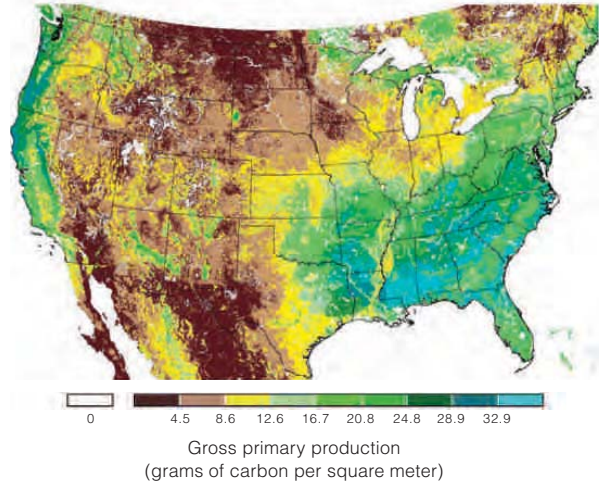 0 4.5 8.6 12.6 16.7 20.8 24.8 28.9 32.9
Gross primary production
(grams of carbon per square meter)